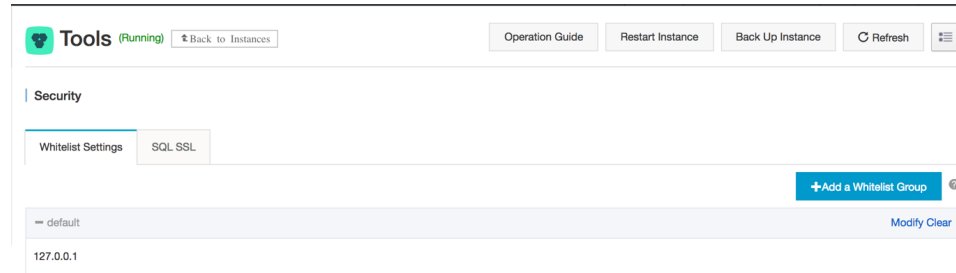 Tools (Running) Back to Instances Operation Guide Restart Instance Back Up Instance Refresh
Security
Whitelist Settings SQL SSL
+Add a Whitelist Group
default Modify Clear
127.0.0.1